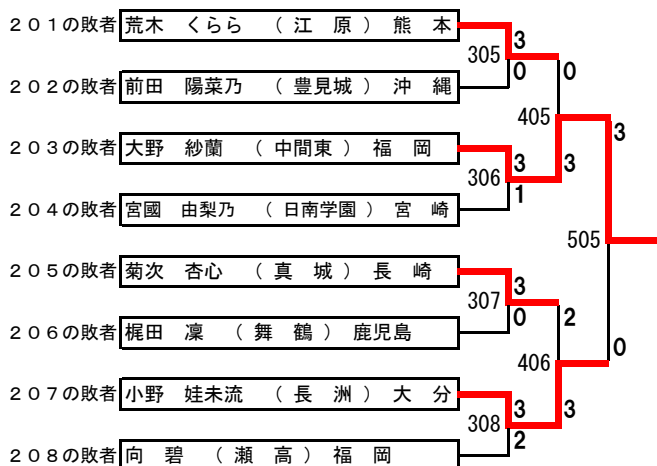 201の敗者 荒木 くらら （ 江 原 ） 熊 本
3
305
0
0
202の敗者 前田 陽菜乃 （ 豊見城 ） 沖 縄
405
3
203の敗者 大野 紗蘭 （ 中間東 ） 福 岡
3
3
306
1
204の敗者 宮國 由梨乃 （ 日南学園 ） 宮 崎
505
205の敗者 菊次 杏心 （ 真 城 ） 長 崎
3
307
0
2
206の敗者 梶田 凜 （ 舞 鶴 ） 鹿児島
0
406
207の敗者 小野 娃未流 （ 長 洲 ） 大 分
3
3
308
2
208の敗者 向 碧 （ 瀬 高 ） 福 岡